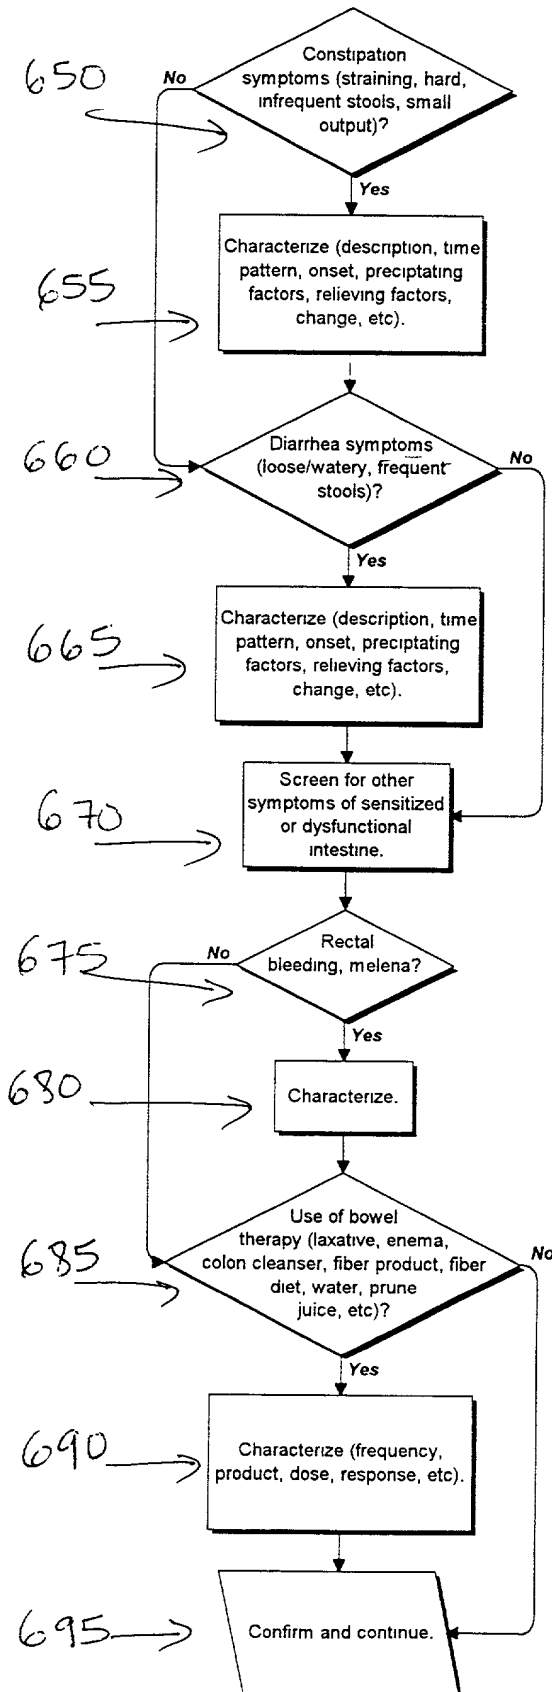 Constipation
symptoms (straining, hard,
infrequent stools, small
output)?
No
650
Yes
Characterize (description, time
pattern, onset, preciptating
factors, relieving factors,
change, etc).
655
Diarrhea symptoms
(loose/watery, frequent
stools)?
No
660
Yes
Characterize (description, time
pattern, onset, preciptating
factors, relieving factors,
change, etc).
665
Screen for other
symptoms of sensitized
or dysfunctional
intestine.
670
Rectal
bleeding, melena?
No
675
Yes
Characterize.
680
Use of bowel
therapy (laxative, enema,
colon cleanser, fiber product, fiber
diet, water, prune
juice, etc)?
No
685
Yes
Characterize (frequency,
product, dose, response, etc).
690
Confirm and continue.
695